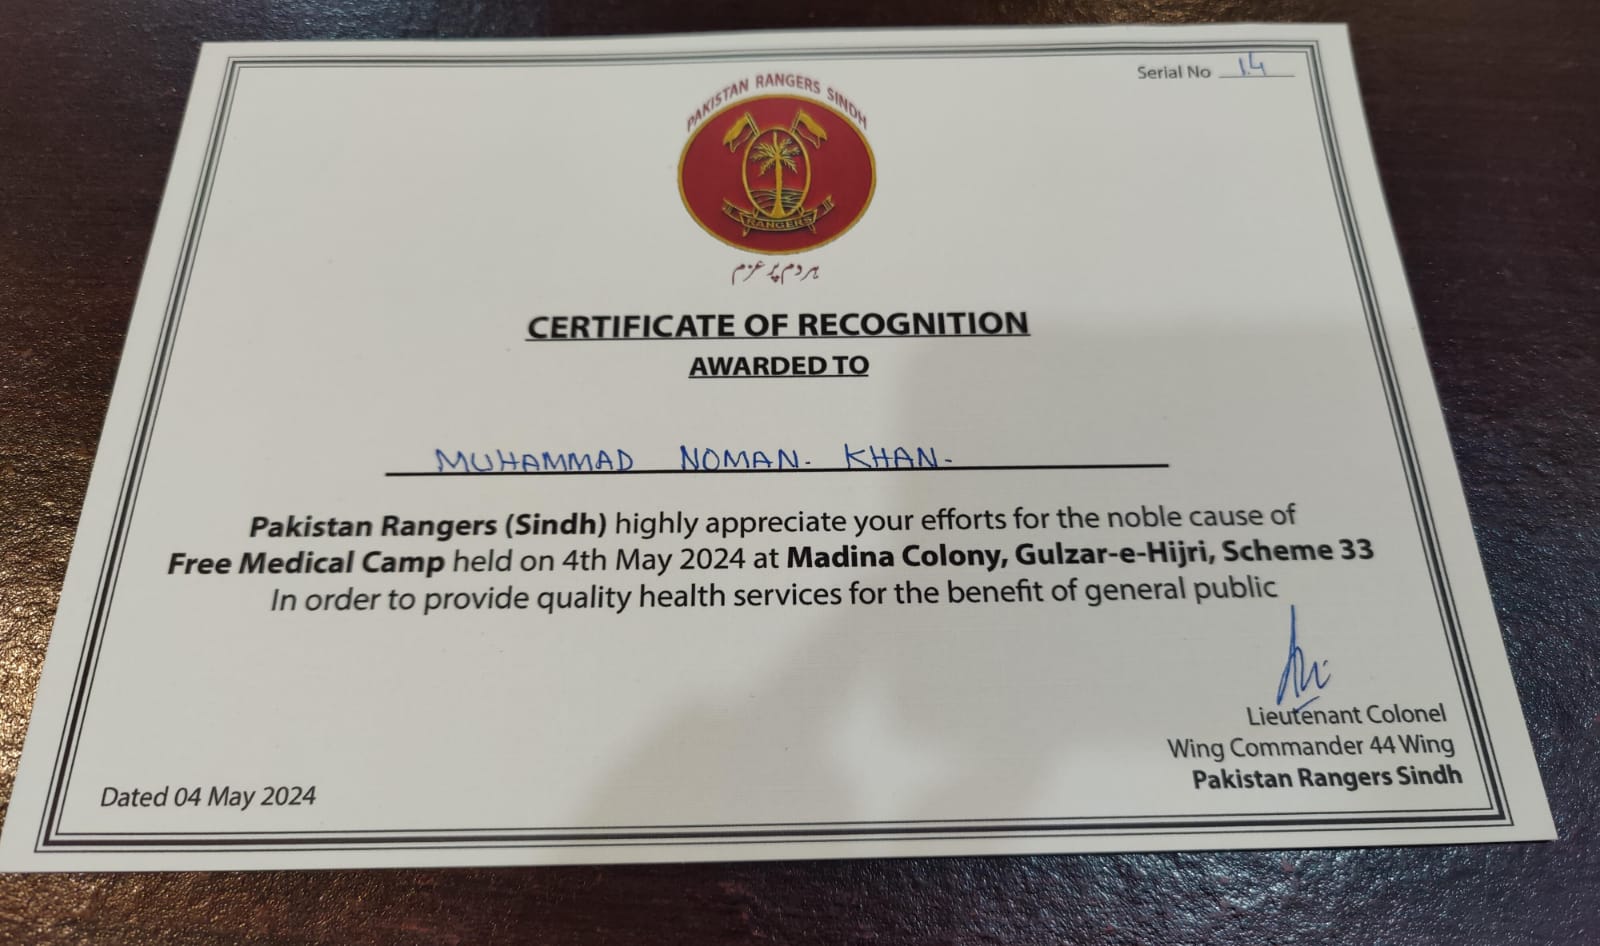 Serial No 14
PAKISTAN RANGERS SINDH
RANGERS
ہردم پر عزم
CERTIFICATE OF RECOGNITION
AWARDED TO
MUHAMMAD NOMAN. KHAN.
Pakistan Rangers (Sindh) highly appreciate your efforts for the noble cause of
Free Medical Camp held on 4th May 2024 at Madina Colony, Gulzar-e-Hijri, Scheme 33
In order to provide quality health services for the benefit of general public
Lieutenant Colonel
Wing Commander 44 Wing
Pakistan Rangers Sindh
Dated 04 May 2024